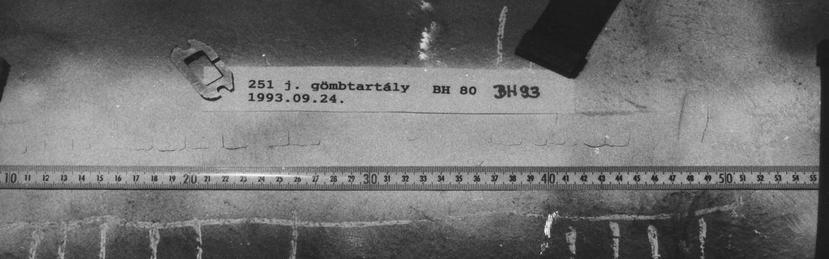 251 j. gömbtartály BH 80 BH93
1993.09.24.
10 11 12 13 14 15 16 17 18 19 20 21 22 23 24 25 26 27 28 29 30 31 32 33 34 35 36 37 38 39 40 41 42 43 44 45 46 47 48 49 50 51 52 53 54 55